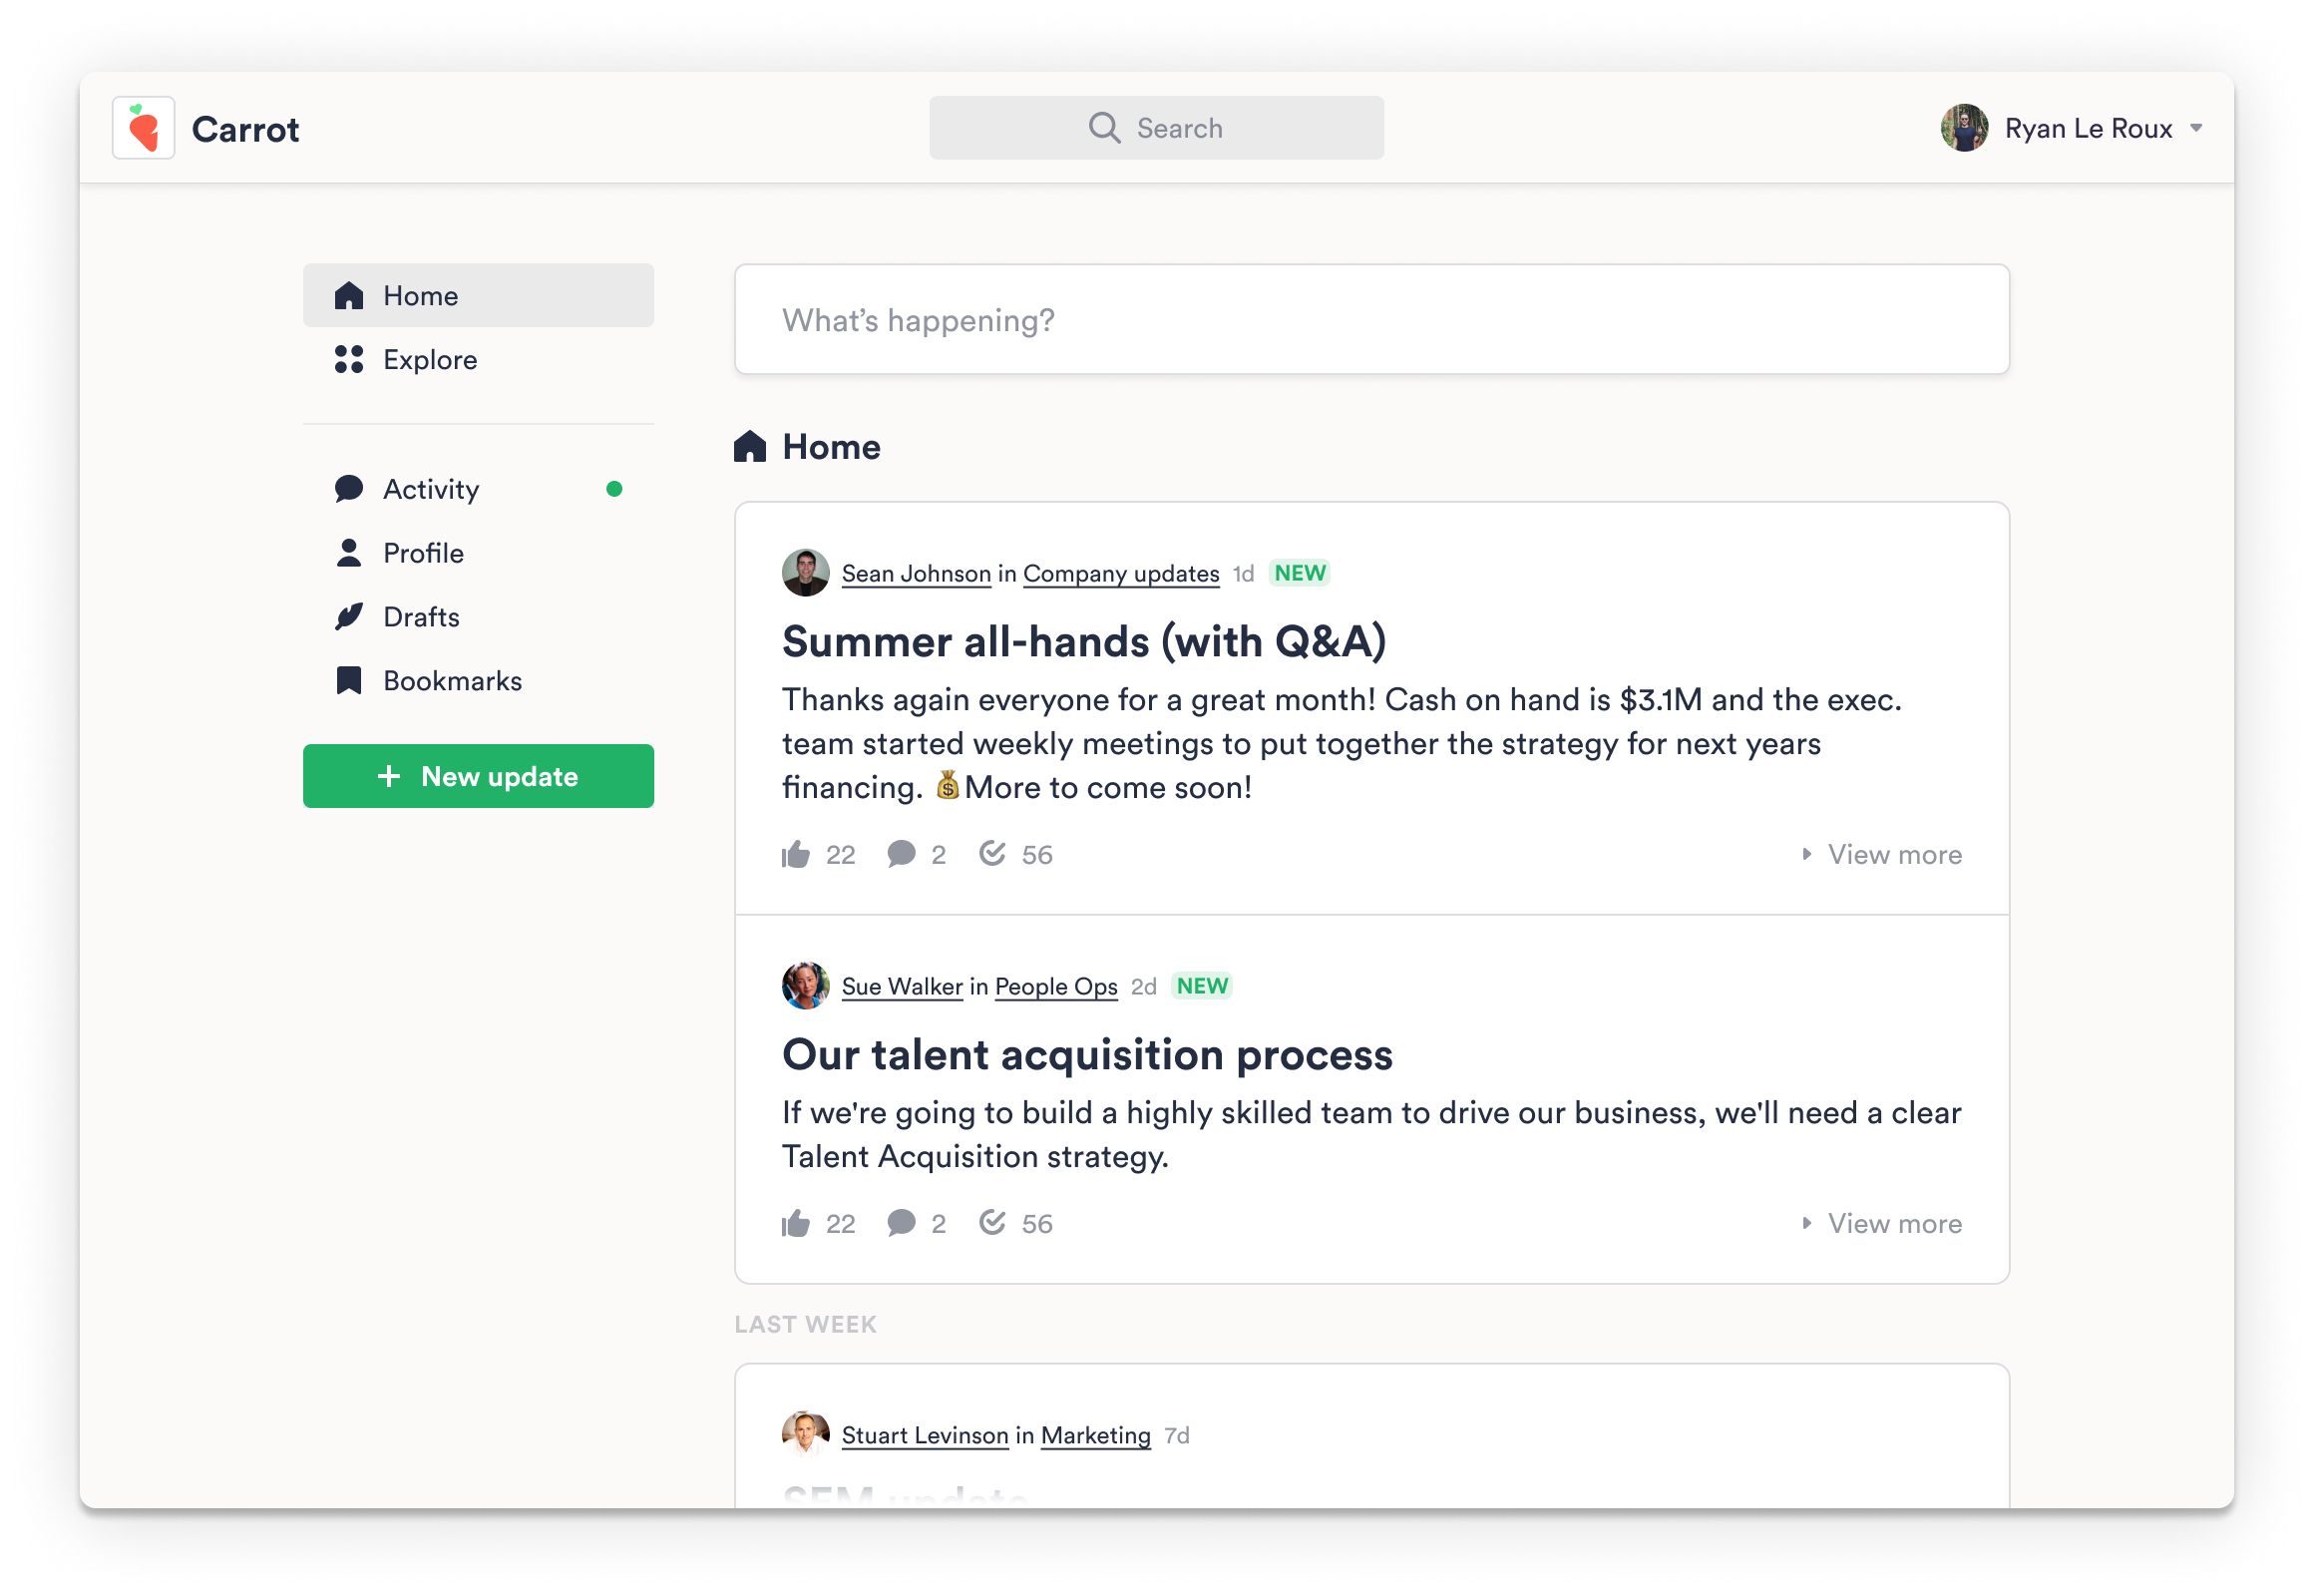 Carrot
Search
Ryan Le Roux
Home
Explore
Activity
Profile
Drafts
Bookmarks
+ New update
What’s happening?
Home
Sean Johnson in Company updates 1d NEW
Summer all-hands (with Q&A)
Thanks again everyone for a great month! Cash on hand is $3.1M and the exec.
team started weekly meetings to put together the strategy for next years
financing. 💰More to come soon!
22 2 56 View more
Sue Walker in People Ops 2d NEW
Our talent acquisition process
If we're going to build a highly skilled team to drive our business, we'll need a clear
Talent Acquisition strategy.
22 2 56 View more
LAST WEEK
Stuart Levinson in Marketing 7d
SEM update